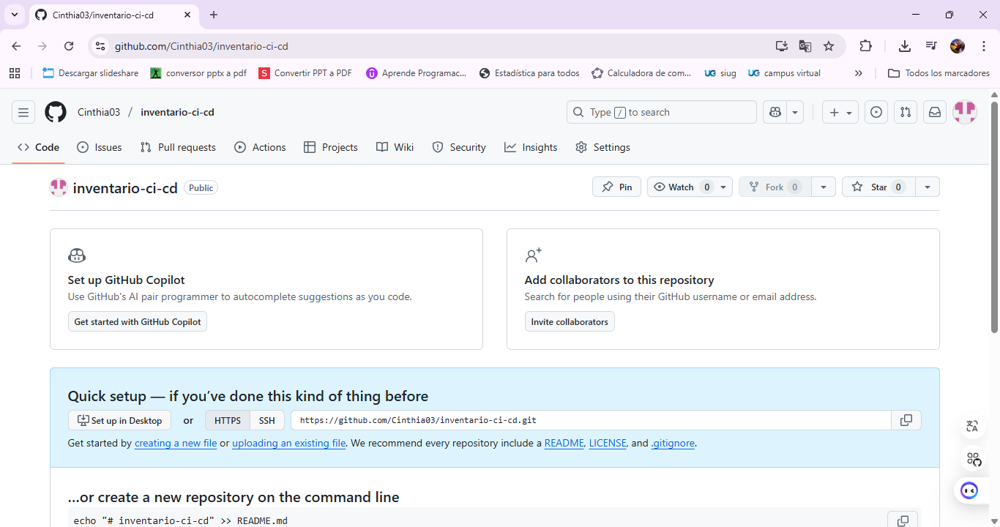 Cinthia03/inventario-ci-cd
github.com/Cinthia03/inventario-ci-cd
Descargar slideshare
conversor pptx a pdf
S Convertir PPT a PDF
Aprende Programac...
Estadística para todos
Calculadora de com...
UG siug
UG campus virtual
Todos los marcadores
Cinthia03 / inventario-ci-cd
Type / to search
Code
Issues
Pull requests
Actions
Projects
Wiki
Security
Insights
Settings
inventario-ci-cd Public
Pin
Watch 0
Fork 0
Star 0
Set up GitHub Copilot
Use GitHub's AI pair programmer to autocomplete suggestions as you code.
Get started with GitHub Copilot
Add collaborators to this repository
Search for people using their GitHub username or email address.
Invite collaborators
Quick setup — if you've done this kind of thing before
Set up in Desktop or HTTPS SSH https://github.com/Cinthia03/inventario-ci-cd.git
Get started by creating a new file or uploading an existing file. We recommend every repository include a README, LICENSE, and .gitignore.
...or create a new repository on the command line
echo "# inventario-ci-cd" >> README.md